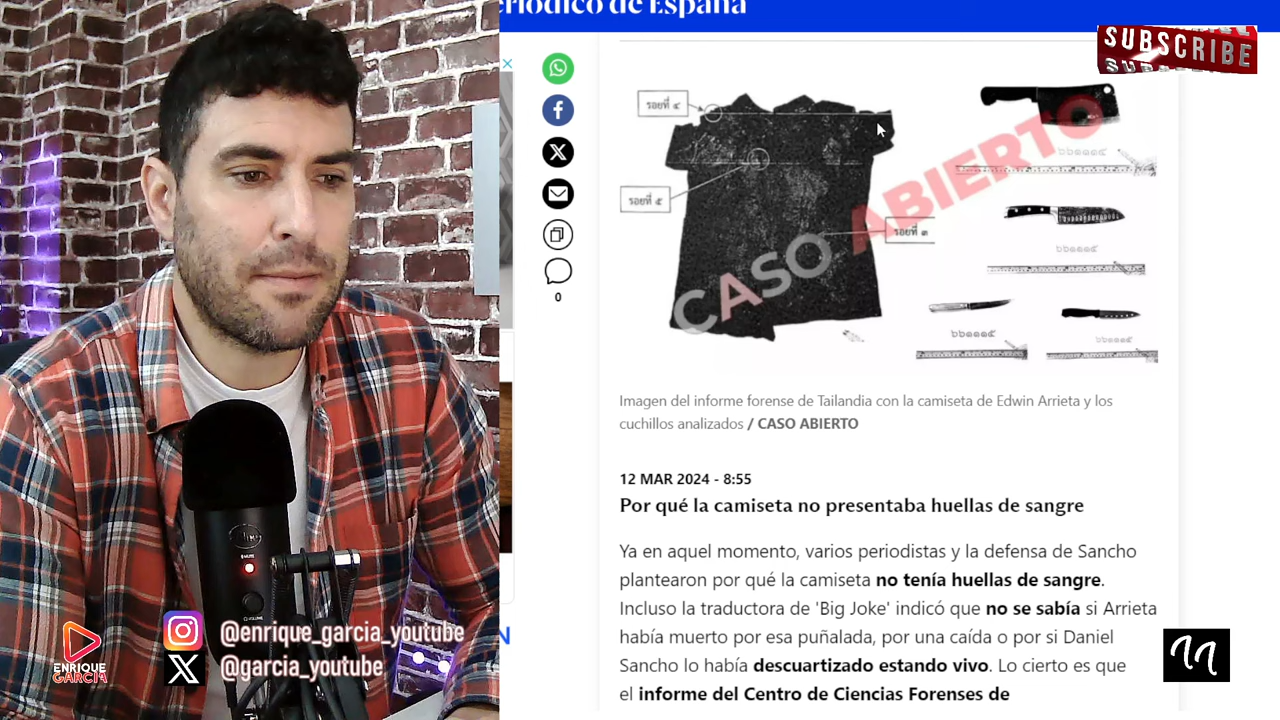 eriódico de España
SUBSCRIBE
รอยที่ ๔
รอยที่ ๕
รอยที่ ๓
CASO ABIERTO
0
Imagen del informe forense de Tailandia con la camiseta de Edwin Arrieta y los
cuchillos analizados / CASO ABIERTO
12 MAR 2024 - 8:55
Por qué la camiseta no presentaba huellas de sangre
Ya en aquel momento, varios periodistas y la defensa de Sancho
plantearon por qué la camiseta no tenía huellas de sangre.
Incluso la traductora de 'Big Joke' indicó que no se sabía si Arrieta
había muerto por esa puñalada, por una caída o por si Daniel
Sancho lo había descuartizado estando vivo. Lo cierto es que
el informe del Centro de Ciencias Forenses de
N
@enrique_garcia_youtube
@garcia_youtube
ENRIQUE
GARCIA